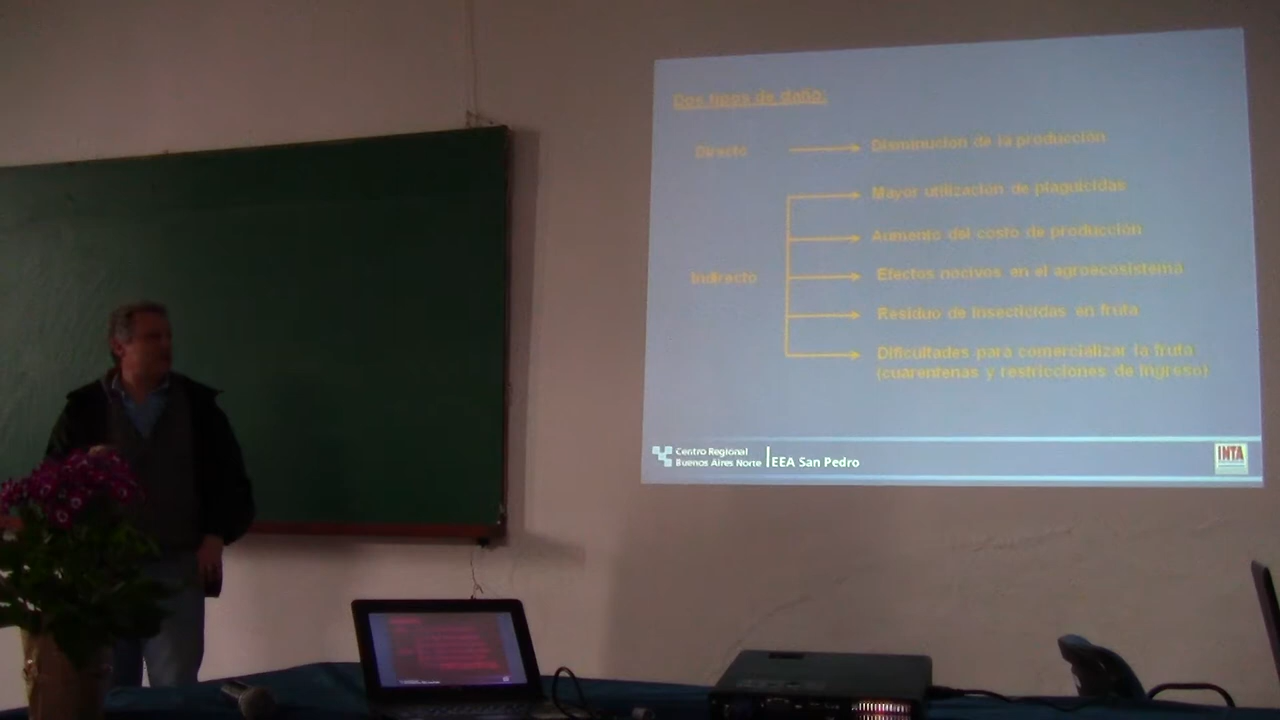 Dos tipos de daño:
Directo
Disminucion de la producción
Mayor utilización de plaguicidas
Aumento del costo de producción
Indirecto
Efectos nocivos en el agroecosistema
Residuo de insecticidas en fruta
Dificultades para comercializar la fruta
(cuarentenas y restricciones de ingreso)
Centro Regional
Buenos Aires Norte
EEA San Pedro
INTA